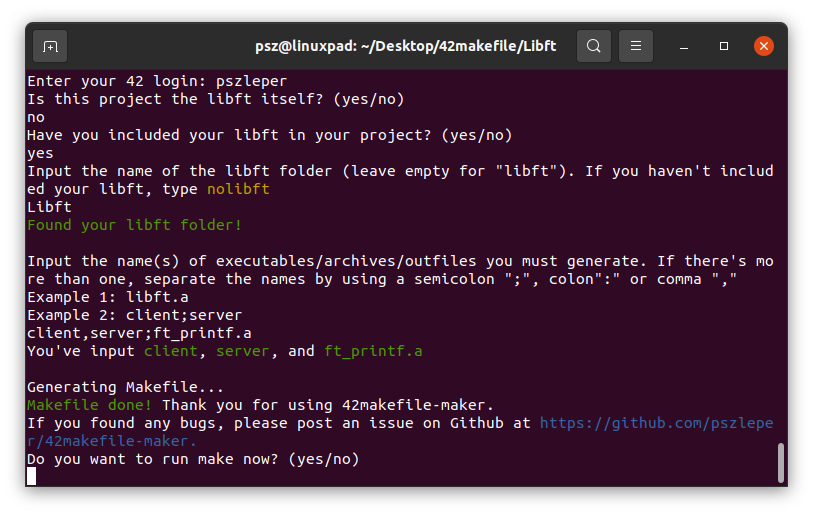 psz@linuxpad: ~/Desktop/42makefile/Libft
Enter your 42 login: pszleper
Is this project the libft itself? (yes/no)
no
Have you included your libft in your project? (yes/no)
yes
Input the name of the libft folder (leave empty for "libft"). If you haven't includ
ed your libft, type nolibft
Libft
Found your libft folder!
Input the name(s) of executables/archives/outfiles you must generate. If there's mo
re than one, separate the names by using a semicolon ";", colon":" or comma ","
Example 1: libft.a
Example 2: client;server
client,server;ft_printf.a
You've input client, server, and ft_printf.a
Generating Makefile...
Makefile done! Thank you for using 42makefile-maker.
If you found any bugs, please post an issue on Github at https://github.com/pszlepe
r/42makefile-maker.
Do you want to run make now? (yes/no)